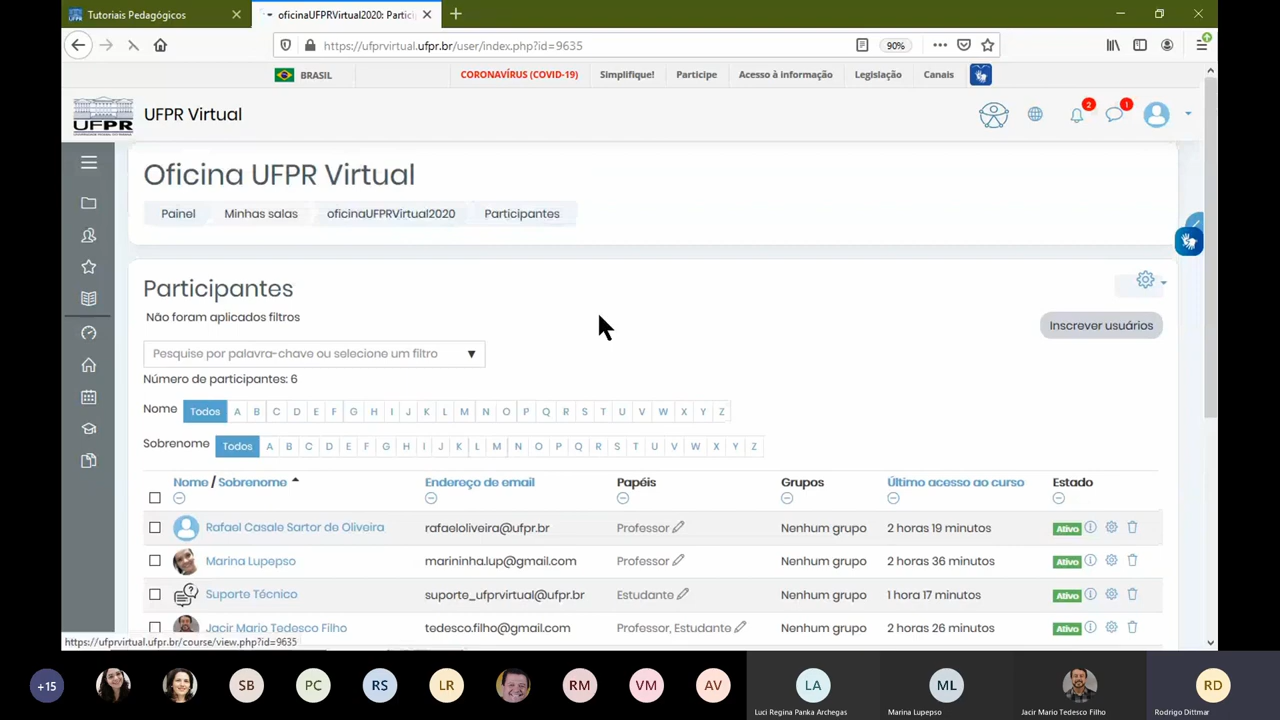 Tutoriais Pedagógicos
oficinaUFPRVirtual2020: Partici
https://ufprvirtual.ufpr.br/user/index.php?id=9635
90%
BRASIL
CORONAVÍRUS (COVID-19)
Simplifique!
Participe
Acesso à informação
Legislação
Canais
UFPR
UFPR Virtual
2
1
Oficina UFPR Virtual
Painel
Minhas salas
oficinaUFPRVirtual2020
Participantes
Participantes
Não foram aplicados filtros
Inscrever usuários
Pesquise por palavra-chave ou selecione um filtro
Número de participantes: 6
Nome Todos A B C D E F G H I J K L M N O P Q R S T U V W X Y Z
Sobrenome Todos A B C D E F G H I J K L M N O P Q R S T U V W X Y Z
Nome / Sobrenome Endereço de email Papéis Grupos Último acesso ao curso Estado
Rafael Casale Sartor de Oliveira rafaeloliveira@ufpr.br Professor Nenhum grupo 2 horas 19 minutos Ativo
Marina Lupepso marininha.lup@gmail.com Professor Nenhum grupo 2 horas 36 minutos Ativo
Suporte Técnico suporte_ufprvirtual@ufpr.br Estudante Nenhum grupo 1 hora 17 minutos Ativo
Jacir Mario Tedesco Filho tedesco.filho@gmail.com Professor, Estudante Nenhum grupo 2 horas 26 minutos Ativo
https://ufprvirtual.ufpr.br/course/view.php?id=9635
+15 SB PC RS LR RM VM AV LA ML RD
Luci Regina Panka Archegas Marina Lupepso Jacir Mario Tedesco Filho Rodrigo Dittmar